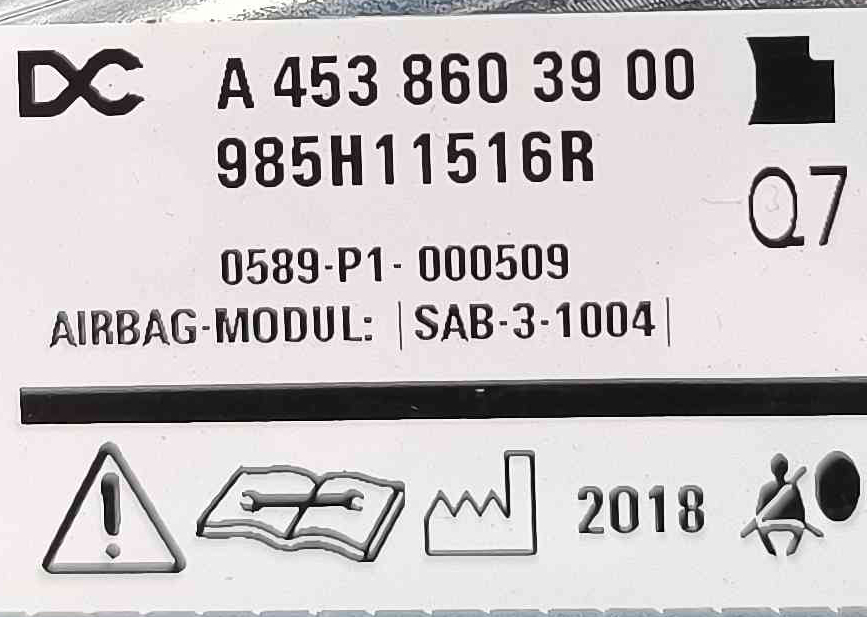 DC A 453 860 39 00
985H11516R
Q7
0589-P1- 000509
AIRBAG-MODUL: |SAB-3-1004|
2018